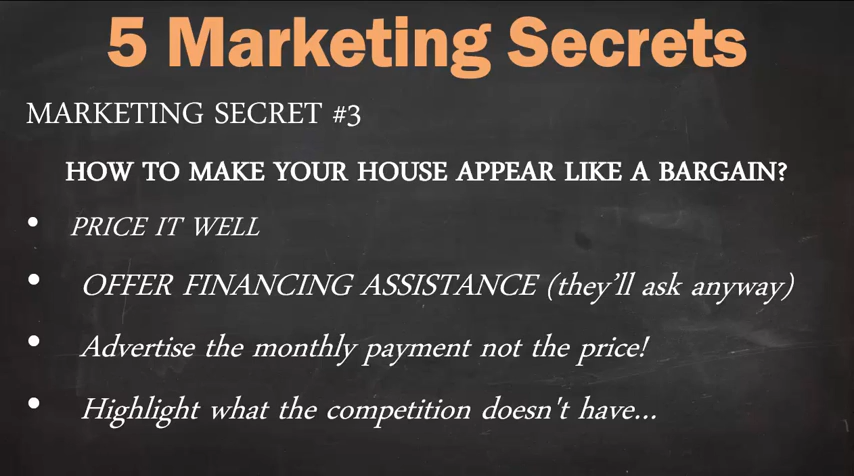 5 Marketing Secrets
MARKETING SECRET #3
HOW TO MAKE YOUR HOUSE APPEAR LIKE A BARGAIN?
• PRICE IT WELL
• OFFER FINANCING ASSISTANCE (they’ll ask anyway)
• Advertise the monthly payment not the price!
• Highlight what the competition doesn't have...